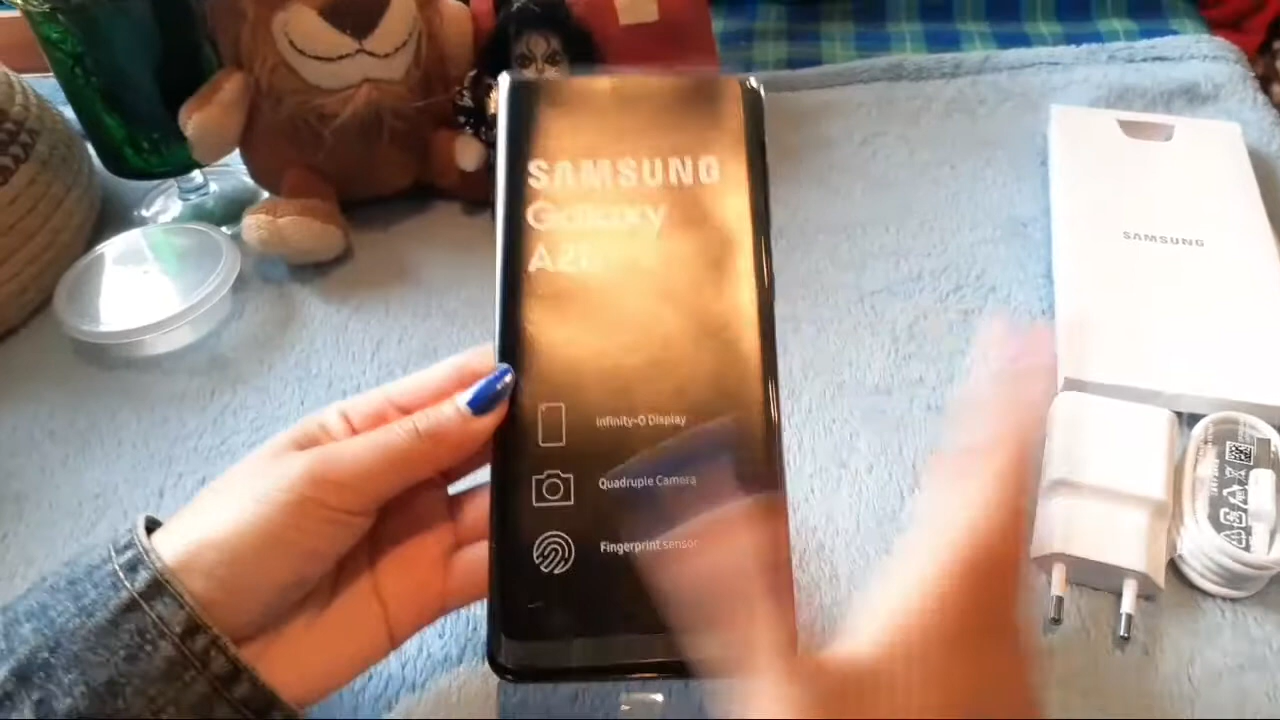 SAMSUNG
Galaxy
Infinity-O Display
Quadruple Camera
Fingerprint sensor
SAMSUNG